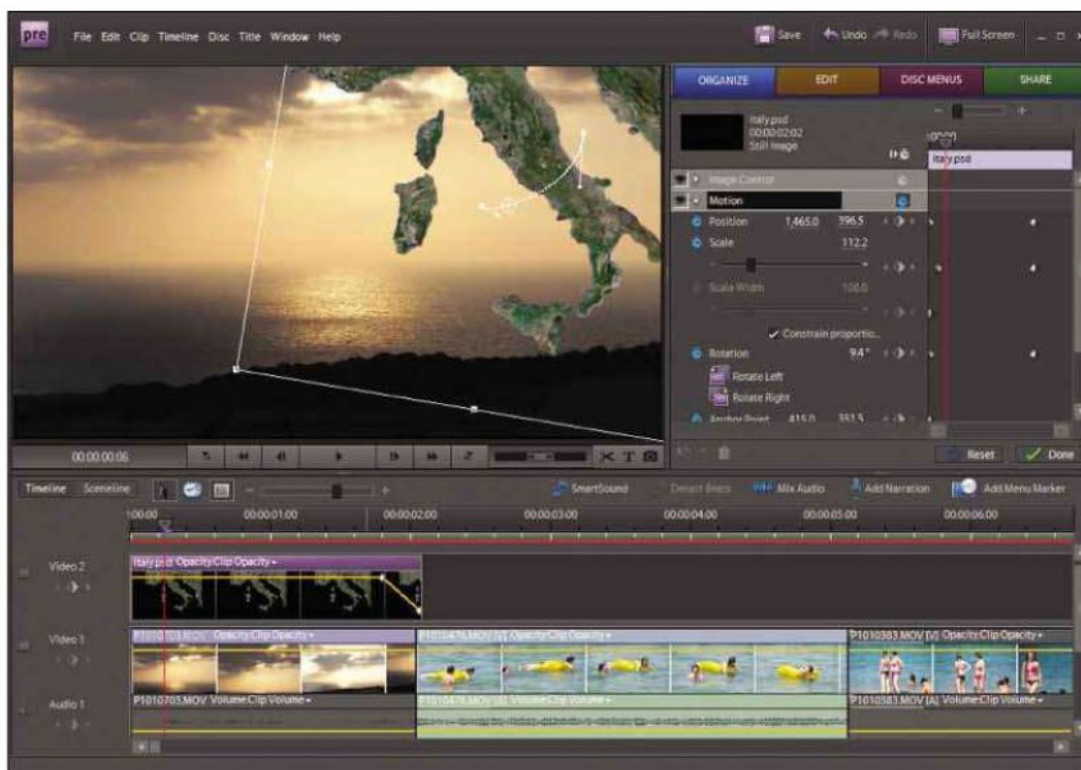 pre File Edit Clip Timeline Disc Title Window Help Save Undo Redo Full Screen
ORGANIZE EDIT DISC MENUS SHARE
Italy.psd
00:00:02:02
Still Image
Italy.psd
Image Control
Motion
Position 1,465.0 396.5
Scale 112.2
Scale Width 100.0
Constrain proportic..
Rotation 9.4°
Rotate Left
Rotate Right
Anchor Point 415.0 351.5
00:00:00:06
T
Reset Done
Timeline Sceneline SmartSound Detect Beats Mix Audio Add Narration Add Menu Marker
00:00:01:00 00:00:02:00 00:00:03:00 00:00:04:00 00:00:05:00 00:00:06:00
Video 2
Italy.psd Opacity:Clip Opacity
Video 1
P1010703.MOV Opacity:Clip Opacity P1010476.MOV [V] Opacity:Clip Opacity P1010383.MOV [V] Opacity:Clip Opacity
Audio 1
P1010703.MOV Volume:Clip Volume P1010476.MOV [A] Volume:Clip Volume P1010383.MOV [A] Volume:Clip Volume